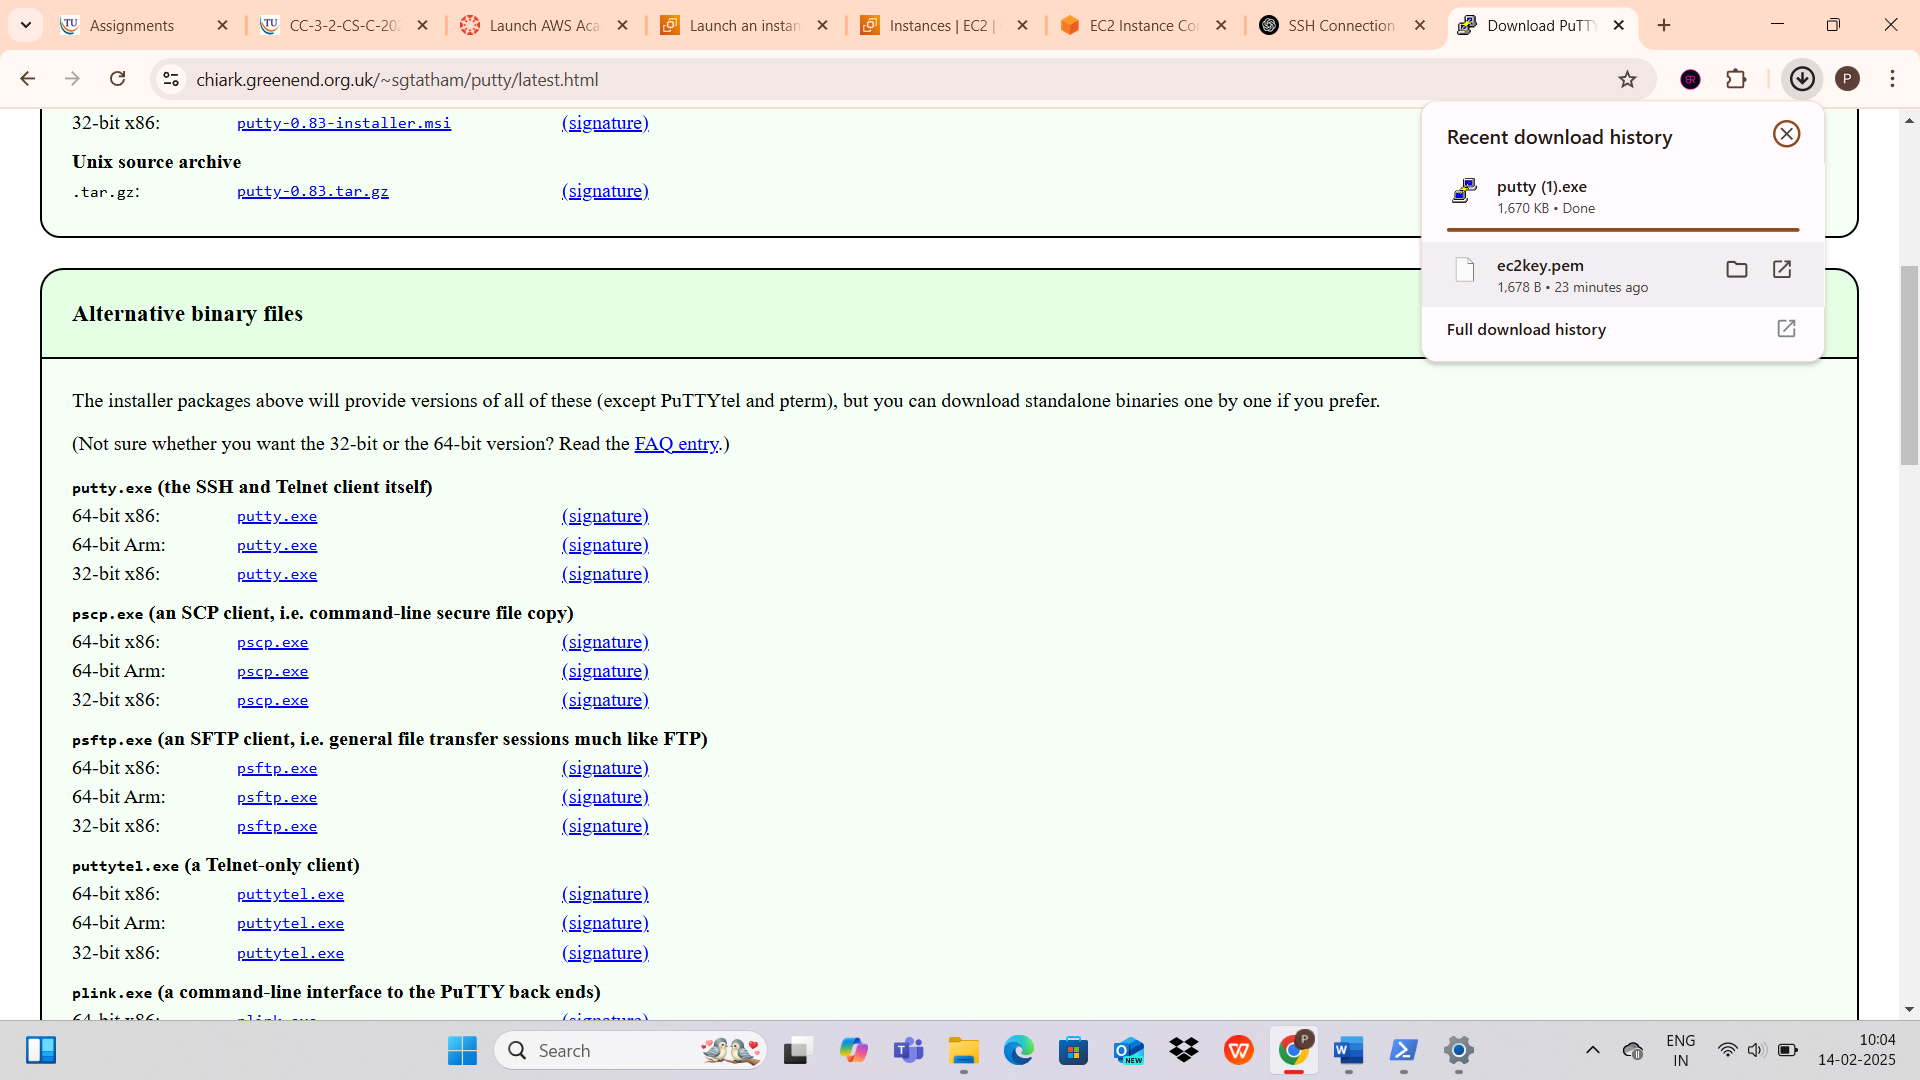 Assignments
CC-3-2-CS-C-202
Launch AWS Aca
Launch an instan
Instances | EC2 |
EC2 Instance Con
SSH Connection
Download PuTTY
chiark.greenend.org.uk/~sgtatham/putty/latest.html
P
32-bit x86: putty-0.83-installer.msi (signature)
Unix source archive
.tar.gz: putty-0.83.tar.gz (signature)
Recent download history
putty (1).exe
1,670 KB • Done
ec2key.pem
1,678 B • 23 minutes ago
Full download history
Alternative binary files
The installer packages above will provide versions of all of these (except PuTTYtel and pterm), but you can download standalone binaries one by one if you prefer.
(Not sure whether you want the 32-bit or the 64-bit version? Read the FAQ entry.)
putty.exe (the SSH and Telnet client itself)
64-bit x86: putty.exe (signature)
64-bit Arm: putty.exe (signature)
32-bit x86: putty.exe (signature)
pscp.exe (an SCP client, i.e. command-line secure file copy)
64-bit x86: pscp.exe (signature)
64-bit Arm: pscp.exe (signature)
32-bit x86: pscp.exe (signature)
psftp.exe (an SFTP client, i.e. general file transfer sessions much like FTP)
64-bit x86: psftp.exe (signature)
64-bit Arm: psftp.exe (signature)
32-bit x86: psftp.exe (signature)
puttytel.exe (a Telnet-only client)
64-bit x86: puttytel.exe (signature)
64-bit Arm: puttytel.exe (signature)
32-bit x86: puttytel.exe (signature)
plink.exe (a command-line interface to the PuTTY back ends)
64-bit x86: plink.exe (signature)
Search
ENG
IN
10:04
14-02-2025